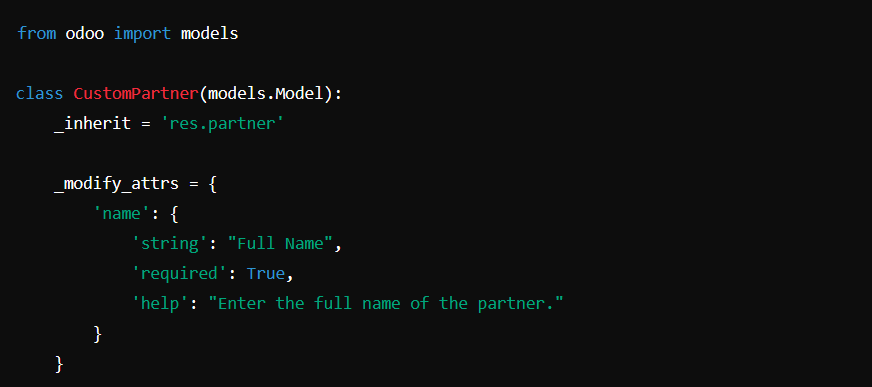 from odoo import models
class CustomPartner(models.Model):
    _inherit = 'res.partner'
    _modify_attrs = {
        'name': {
            'string': "Full Name",
            'required': True,
            'help': "Enter the full name of the partner."
        }
    }